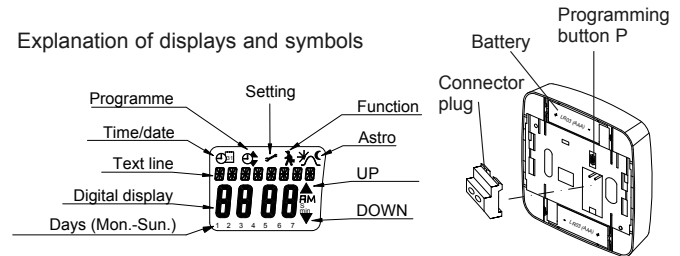 Explanation of displays and symbols
Programme
Setting
Function
Time/date
Astro
Text line
UP
Digital display
AM
DOWN
Days (Mon.-Sun.)
1 2 3 4 5 6 7
Programming
button P
Battery
Connector
plug
+ LR03 (AAA) -
- LR03 (AAA) +